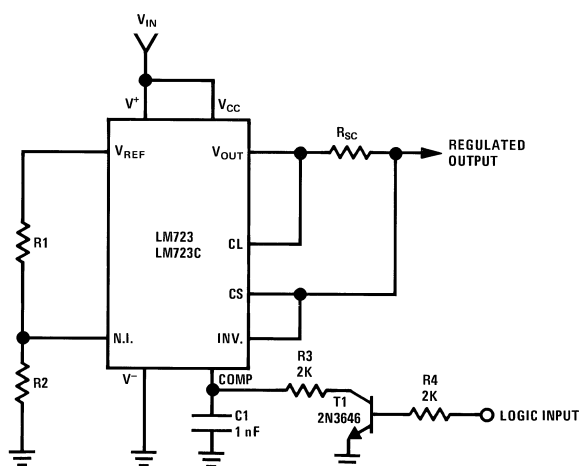 VIN
V+
VCC
VREF
VOUT
RSC
REGULATED
OUTPUT
R1
LM723
LM723C
CL
CS
N.I.
INV.
R2
V−
COMP
R3
2K
C1
1 nF
T1
2N3646
R4
2K
LOGIC INPUT